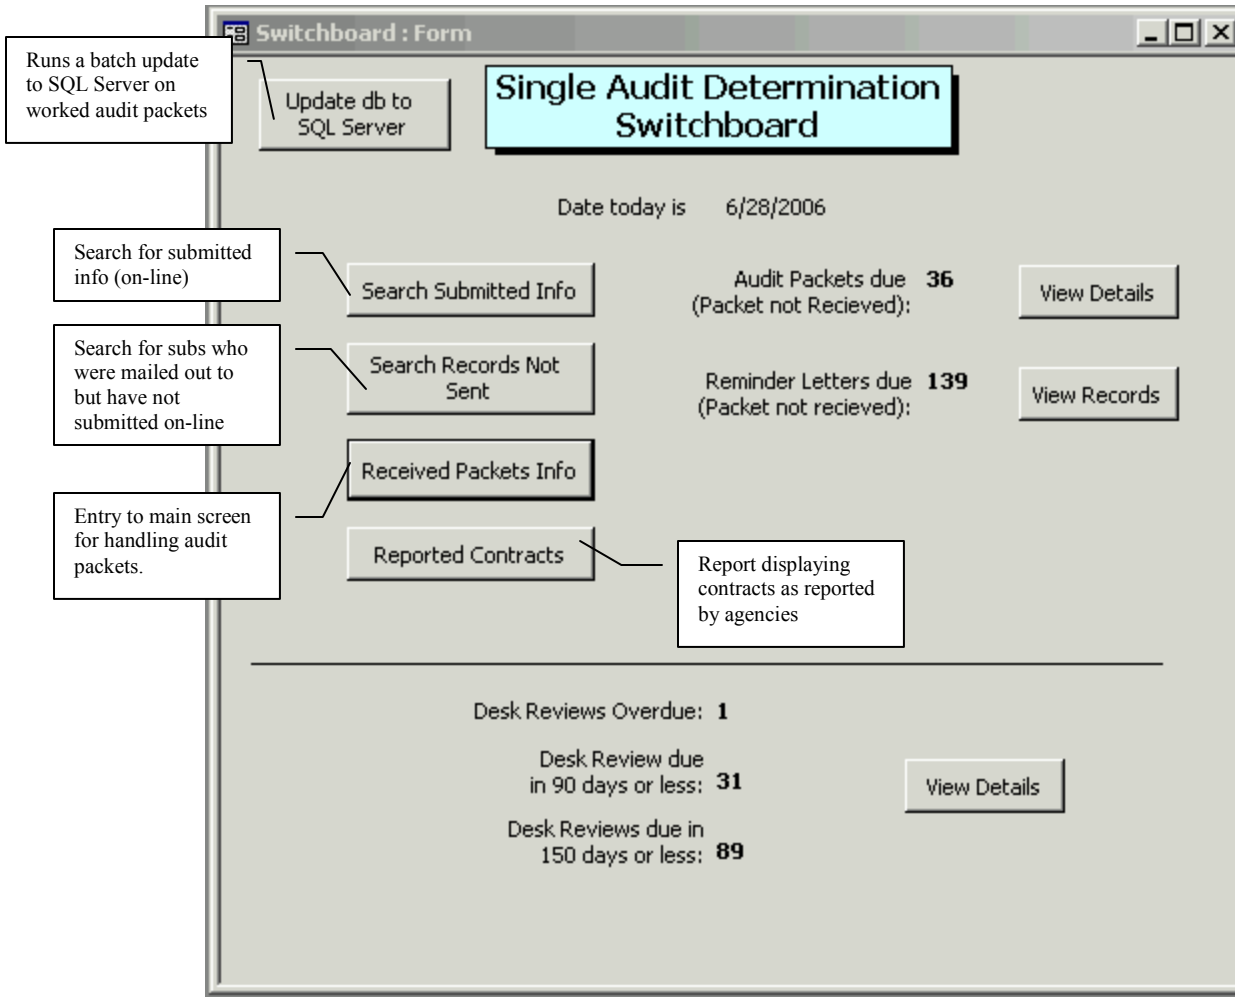 Switchboard : Form
Runs a batch update
to SQL Server on
worked audit packets
Update db to
SQL Server
Single Audit Determination
Switchboard
Date today is 6/28/2006
Search for submitted
info (on-line)
Search Submitted Info
Audit Packets due 36
(Packet not Recieved):
View Details
Search for subs who
were mailed out to
but have not
submitted on-line
Search Records Not
Sent
Reminder Letters due 139
(Packet not recieved):
View Records
Received Packets Info
Entry to main screen
for handling audit
packets.
Reported Contracts
Report displaying
contracts as reported
by agencies
Desk Reviews Overdue: 1
Desk Review due
in 90 days or less: 31
View Details
Desk Reviews due in
150 days or less: 89